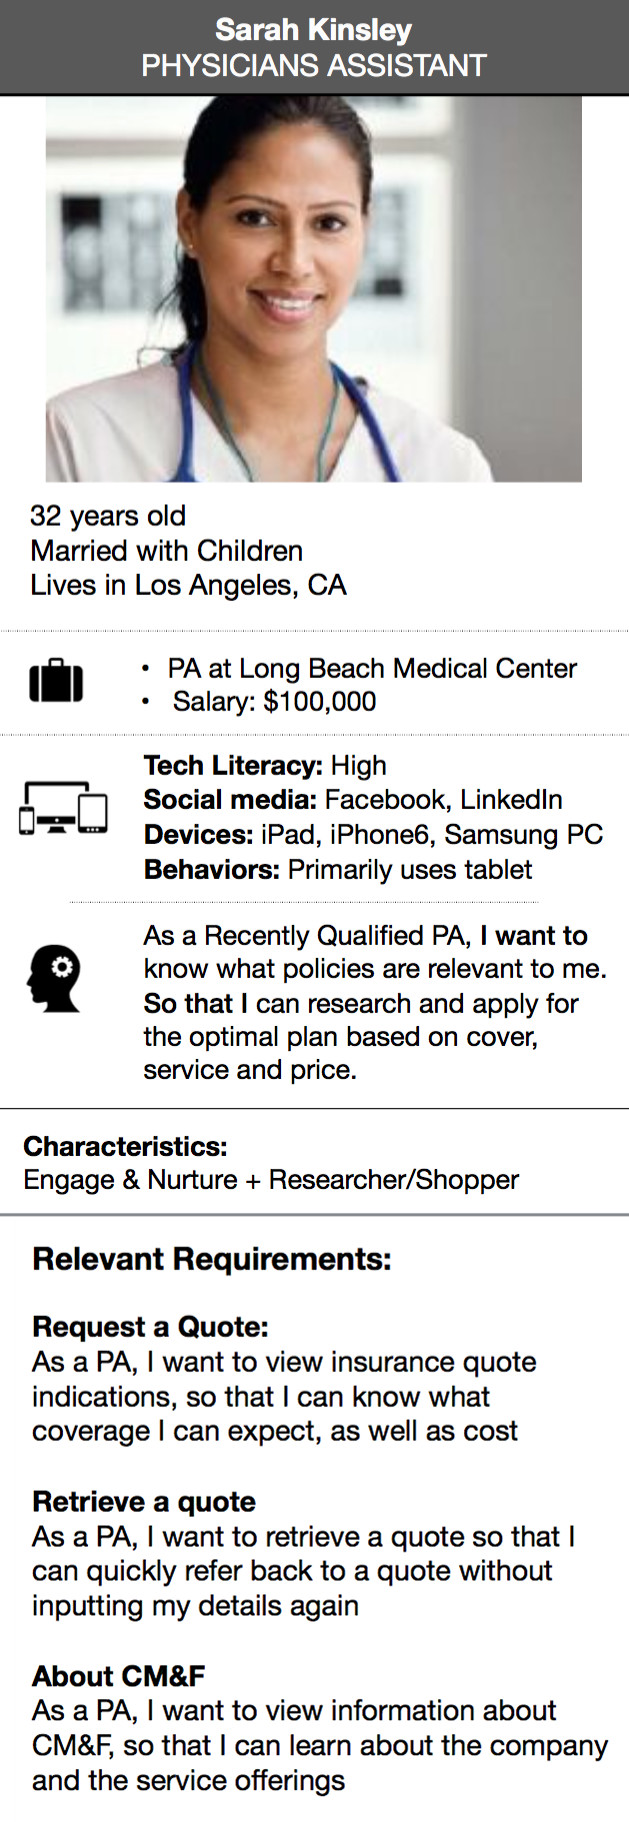 Sarah Kinsley
PHYSICIANS ASSISTANT
32 years old
Married with Children
Lives in Los Angeles, CA
• PA at Long Beach Medical Center
• Salary: $100,000
Tech Literacy: High
Social media: Facebook, LinkedIn
Devices: iPad, iPhone6, Samsung PC
Behaviors: Primarily uses tablet
As a Recently Qualified PA, I want to
know what policies are relevant to me.
So that I can research and apply for
the optimal plan based on cover,
service and price.
Characteristics:
Engage & Nurture + Researcher/Shopper
Relevant Requirements:
Request a Quote:
As a PA, I want to view insurance quote
indications, so that I can know what
coverage I can expect, as well as cost
Retrieve a quote
As a PA, I want to retrieve a quote so that I
can quickly refer back to a quote without
inputting my details again
About CM&F
As a PA, I want to view information about
CM&F, so that I can learn about the company
and the service offerings